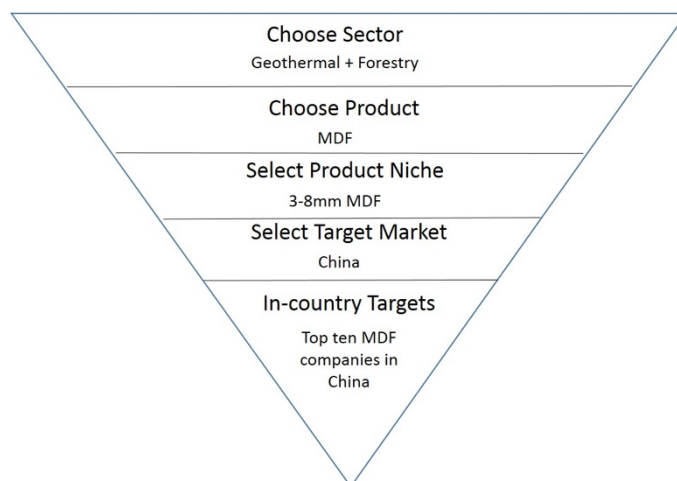 Choose Sector
Geothermal + Forestry
Choose Product
MDF
Select Product Niche
3-8mm MDF
Select Target Market
China
In-country Targets
Top ten MDF
companies in
China